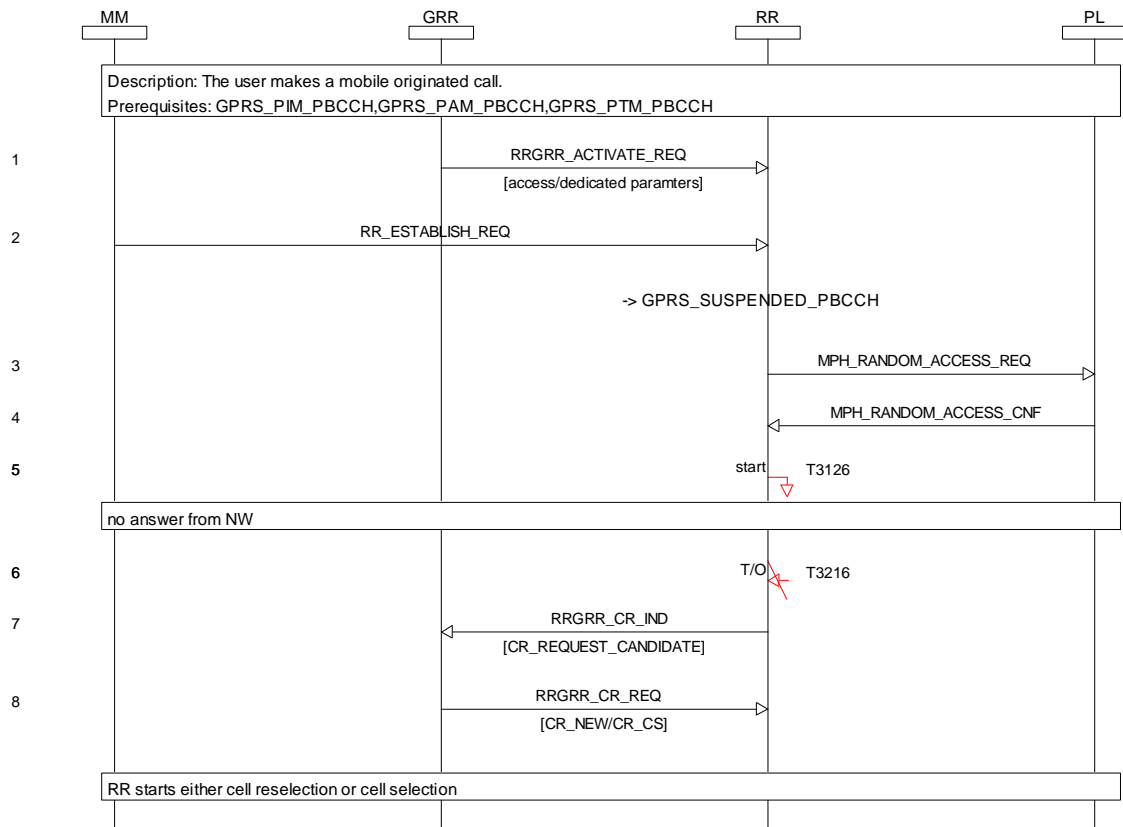 MM GRR RR PL
Description: The user makes a mobile originated call.
Prerequisites: GPRS_PIM_PBCCH,GPRS_PAM_PBCCH,GPRS_PTM_PBCCH
1 RRGRR_ACTIVATE_REQ
[access/dedicated paramters]
2 RR_ESTABLISH_REQ
-> GPRS_SUSPENDED_PBCCH
3 MPH_RANDOM_ACCESS_REQ
4 MPH_RANDOM_ACCESS_CNF
5 start T3126
no answer from NW
6 T/O T3216
7 RRGRR_CR_IND
[CR_REQUEST_CANDIDATE]
8 RRGRR_CR_REQ
[CR_NEW/CR_CS]
RR starts either cell reselection or cell selection